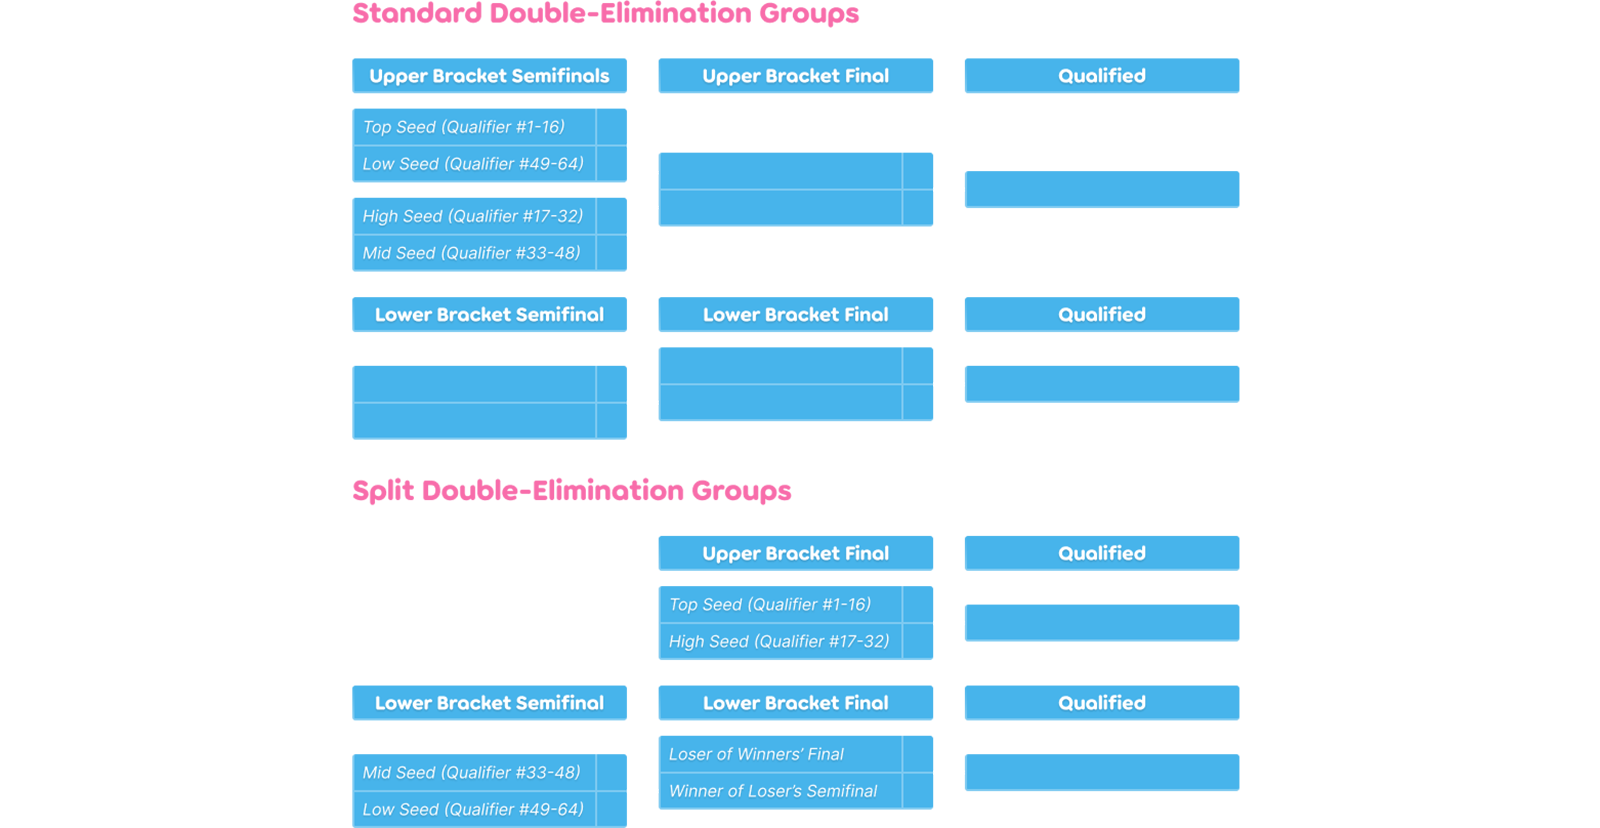 Standard Double-Elimination Groups
Upper Bracket Semifinals
Upper Bracket Final
Qualified
Top Seed (Qualifier #1-16)
Low Seed (Qualifier #49-64)
High Seed (Qualifier #17-32)
Mid Seed (Qualifier #33-48)
Lower Bracket Semifinal
Lower Bracket Final
Qualified
Split Double-Elimination Groups
Upper Bracket Final
Qualified
Top Seed (Qualifier #1-16)
High Seed (Qualifier #17-32)
Lower Bracket Semifinal
Lower Bracket Final
Qualified
Mid Seed (Qualifier #33-48)
Low Seed (Qualifier #49-64)
Loser of Winners’ Final
Winner of Loser’s Semifinal